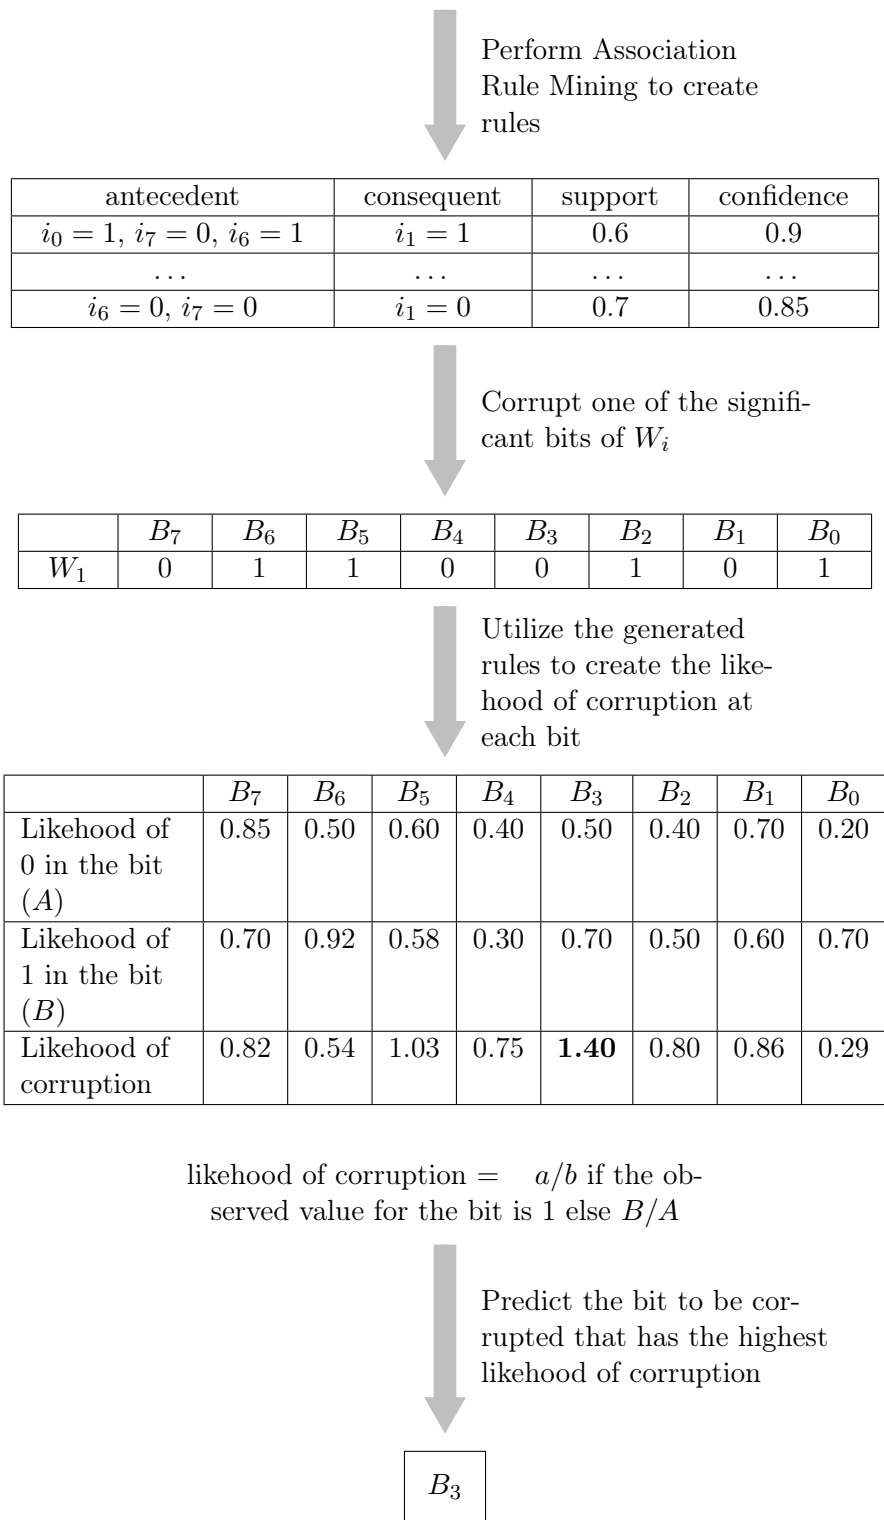 Perform Association
Rule Mining to create
rules
antecedent consequent support confidence
i₀ = 1, i₇ = 0, i₆ = 1 i₁ = 1 0.6 0.9
... ... ... ...
i₆ = 0, i₇ = 0 i₁ = 0 0.7 0.85
Corrupt one of the signifi-
cant bits of Wᵢ
B₇ B₆ B₅ B₄ B₃ B₂ B₁ B₀
W₁ 0 1 1 0 0 1 0 1
Utilize the generated
rules to create the like-
hood of corruption at
each bit
B₇ B₆ B₅ B₄ B₃ B₂ B₁ B₀
Likehood of 0.85 0.50 0.60 0.40 0.50 0.40 0.70 0.20
0 in the bit
(A)
Likehood of 0.70 0.92 0.58 0.30 0.70 0.50 0.60 0.70
1 in the bit
(B)
Likehood of 0.82 0.54 1.03 0.75 1.40 0.80 0.86 0.29
corruption
likehood of corruption = a/b if the ob-
served value for the bit is 1 else B/A
Predict the bit to be cor-
rupted that has the highest
likehood of corruption
B₃